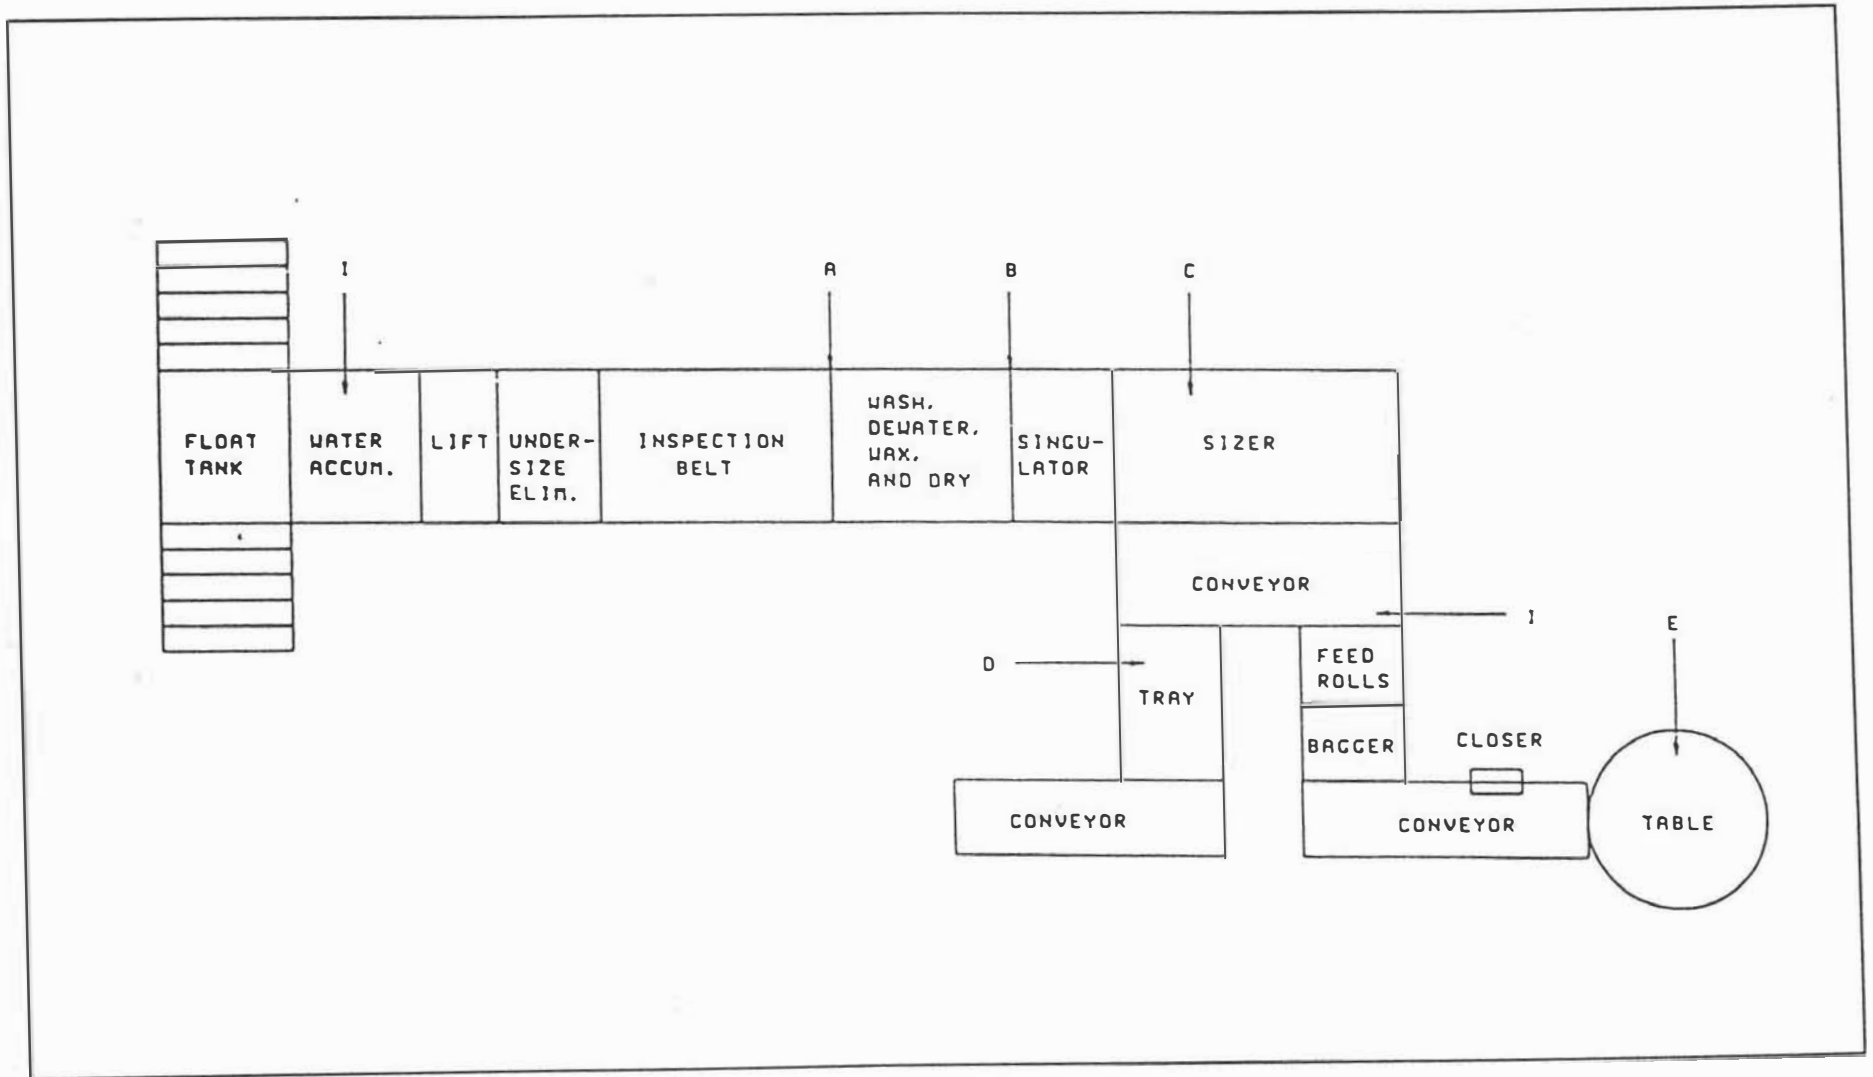 I
A
B
C
FLOAT
TANK
WATER
ACCUM.
LIFT
UNDER-
SIZE
ELIM.
INSPECTION
BELT
WASH,
DEWATER,
WAX,
AND DRY
SINGU-
LATOR
SIZER
CONVEYOR
I
E
D
TRAY
FEED
ROLLS
BAGGER
CLOSER
CONVEYOR
CONVEYOR
TABLE